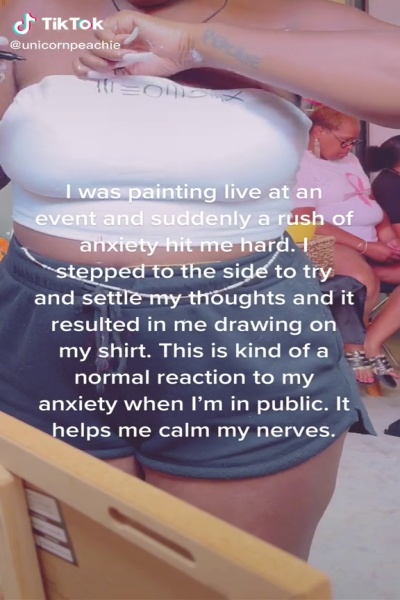 TikTok
@unicornpeachie
I was painting live at an
event and suddenly a rush of
anxiety hit me hard. I
stepped to the side to try
and settle my thoughts and it
resulted in me drawing on
my shirt. This is kind of a
normal reaction to my
anxiety when I'm in public. It
helps me calm my nerves.